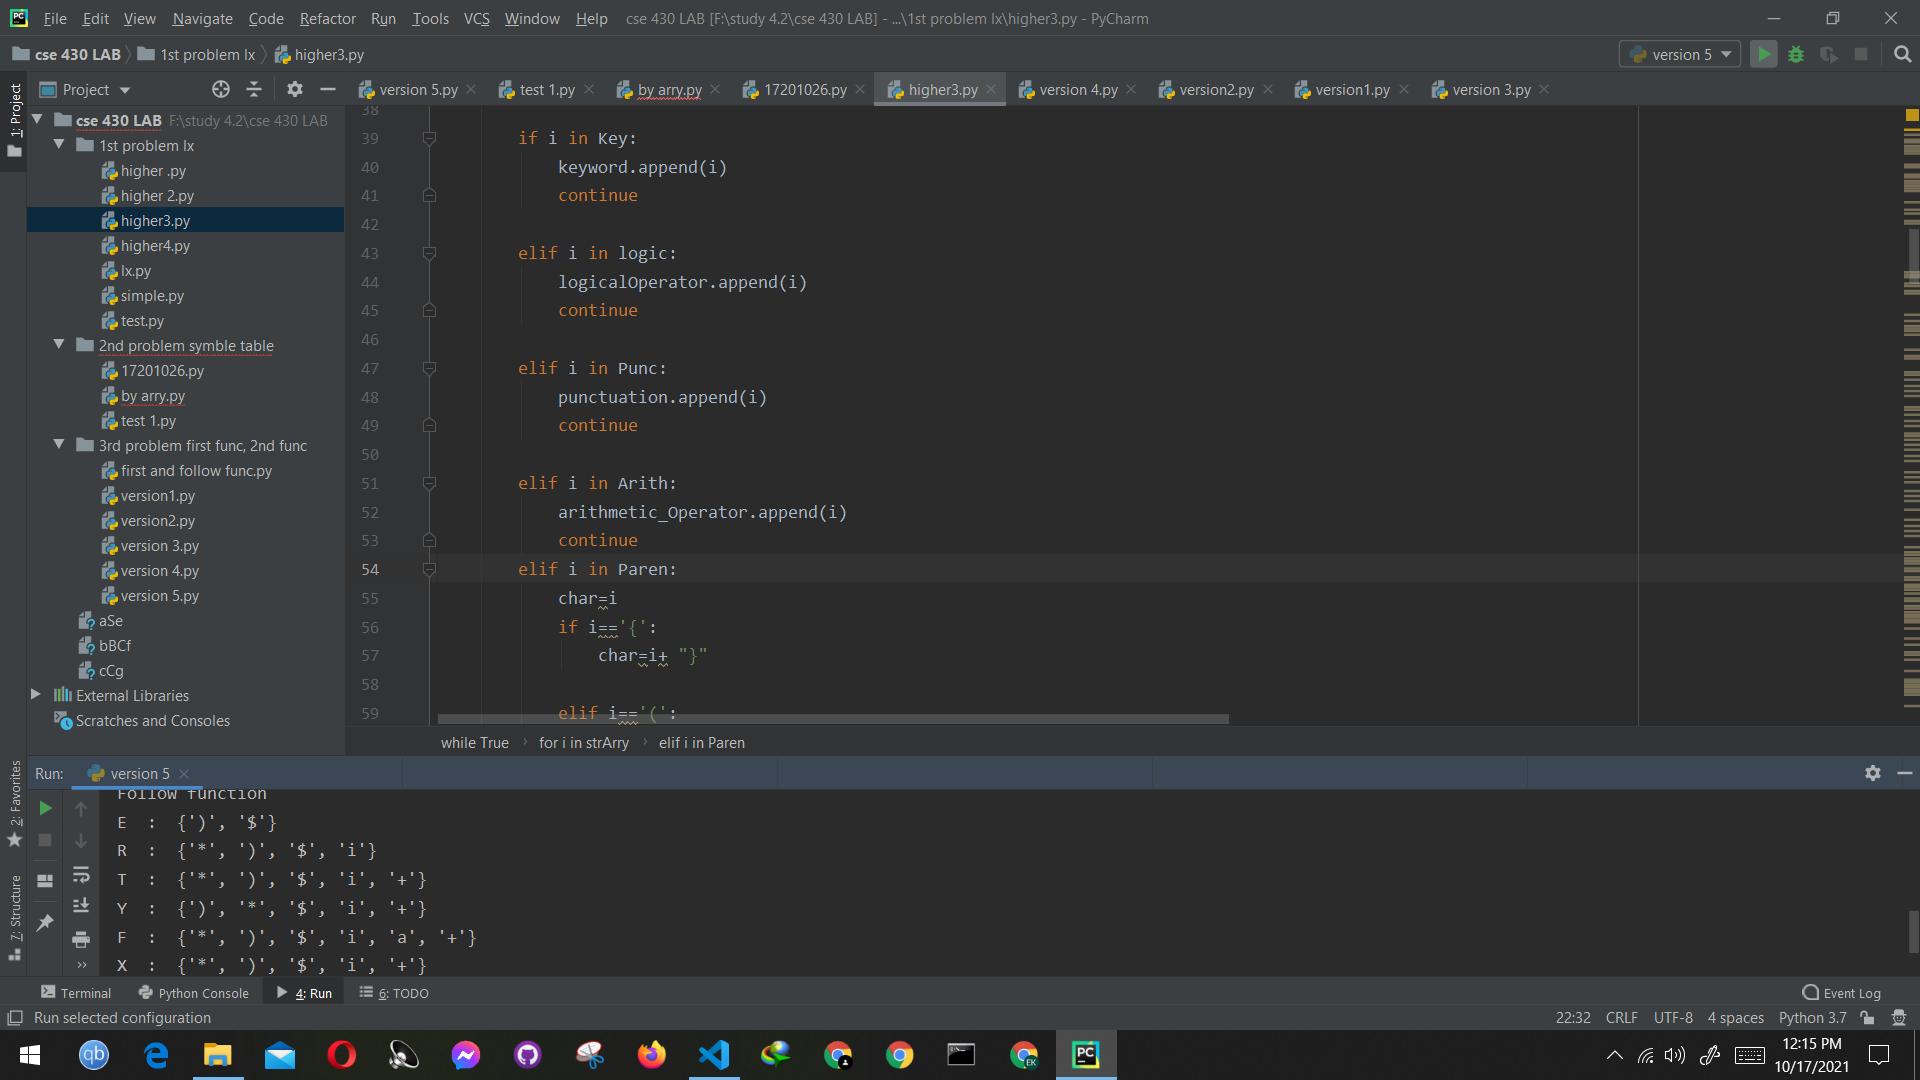 File Edit View Navigate Code Refactor Run Tools VCS Window Help cse 430 LAB [F:\study 4.2\cse 430 LAB] - ...\1st problem lx\higher3.py - PyCharm
cse 430 LAB 1st problem lx higher3.py version 5
Project
version 5.py test 1.py by arry.py 17201026.py higher3.py version 4.py version2.py version1.py version 3.py
1: Project
cse 430 LAB F:\study 4.2\cse 430 LAB
1st problem lx
higher .py
higher 2.py
higher3.py
higher4.py
lx.py
simple.py
test.py
2nd problem symble table
17201026.py
by arry.py
test 1.py
3rd problem first func, 2nd func
first and follow func.py
version1.py
version2.py
version 3.py
version 4.py
version 5.py
aSe
bBCf
cCg
External Libraries
Scratches and Consoles
38
39 if i in Key:
40 keyword.append(i)
41 continue
42
43 elif i in logic:
44 logicalOperator.append(i)
45 continue
46
47 elif i in Punc:
48 punctuation.append(i)
49 continue
50
51 elif i in Arith:
52 arithmetic_Operator.append(i)
53 continue
54 elif i in Paren:
55 char=i
56 if i=='{':
57 char=i+ "}"
58
59 elif i=='(':
while True for i in strArry elif i in Paren
2: Favorites
7: Structure
Run: version 5
Follow function
E : {')', '$'}
R : {'*', ')', '$', 'i'}
T : {'*', ')', '$', 'i', '+'}
Y : {')', '*', '$', 'i', '+'}
F : {'*', ')', '$', 'i', 'a', '+'}
X : {'*', ')', '$', 'i', '+'}
Terminal Python Console 4: Run 6: TODO Event Log
Run selected configuration 22:32 CRLF UTF-8 4 spaces Python 3.7
qb PC EK
12:15 PM
10/17/2021